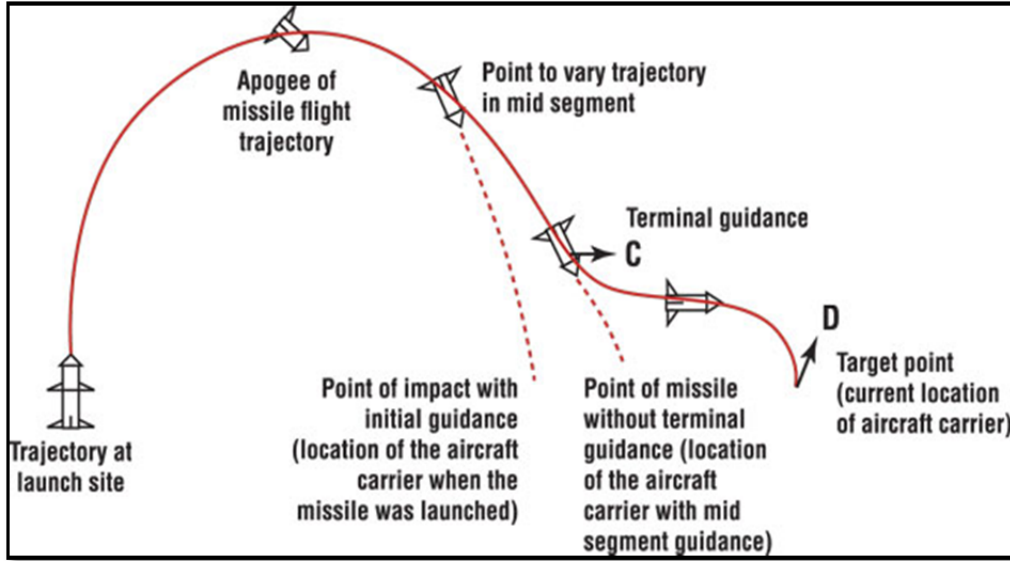 Apogee of
missile flight
trajectory
Point to vary trajectory
in mid segment
Terminal guidance
C
D
Target point
(current location
of aircraft carrier)
Point of impact with
initial guidance
(location of the aircraft
carrier when the
missile was launched)
Point of missile
without terminal
guidance (location
of the aircraft
carrier with mid
segment guidance)
Trajectory at
launch site